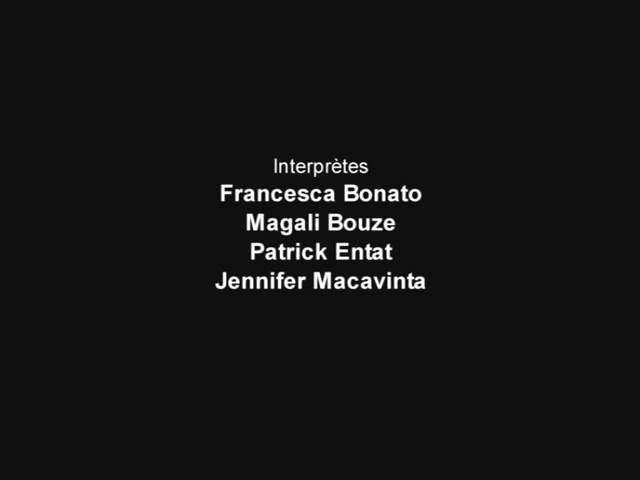 Interprètes
Francesca Bonato
Magali Bouze
Patrick Entat
Jennifer Macavinta